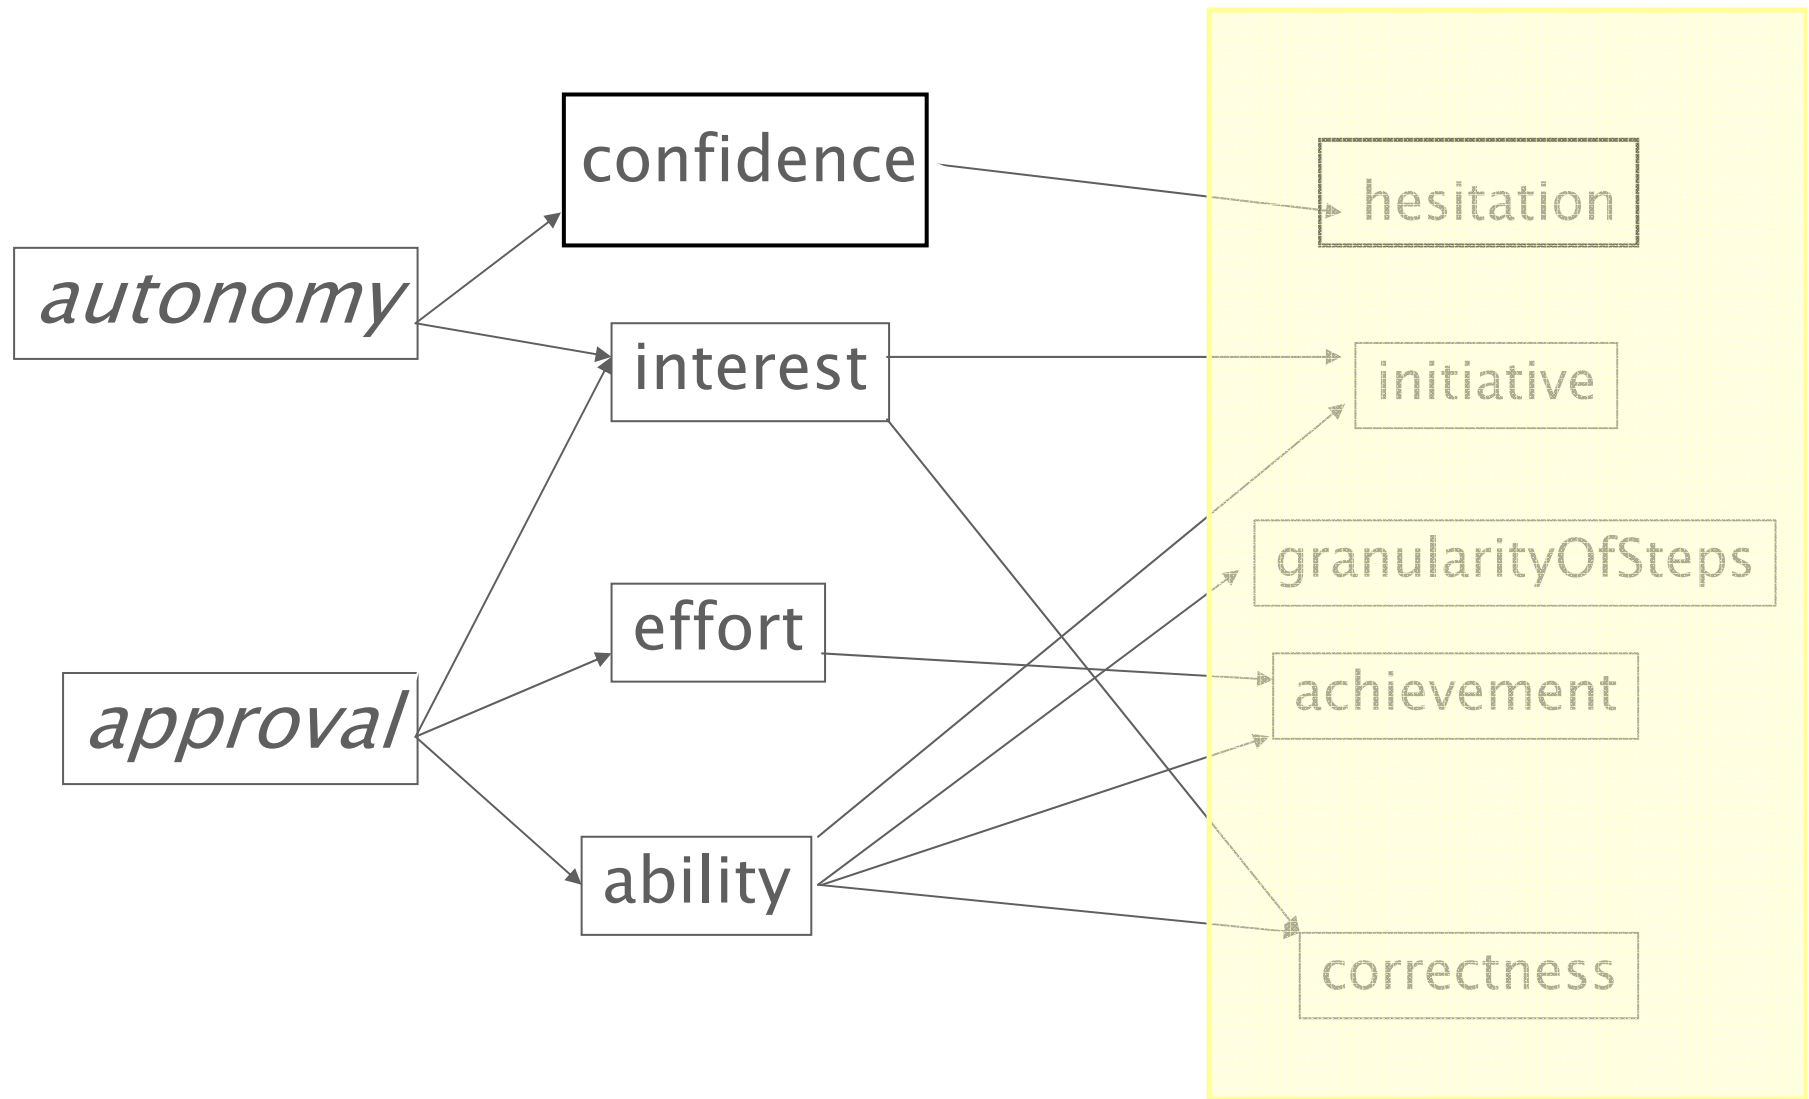 confidence
hesitation
autonomy
interest
initiative
granularityOfSteps
effort
achievement
approval
ability
correctness